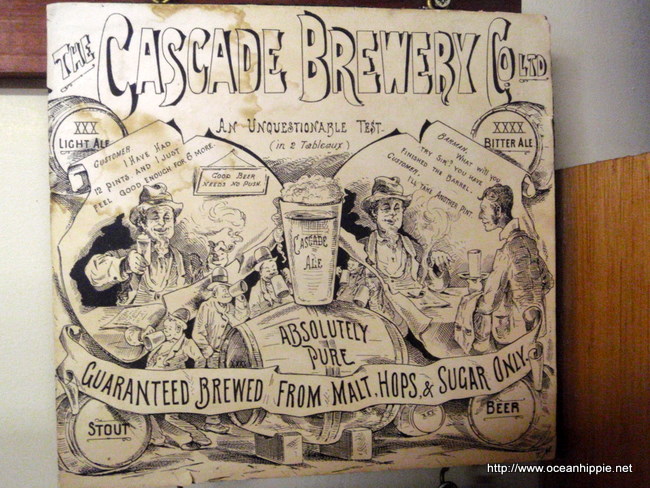 THE CASCADE BREWERY CO. LTD
AN UNQUESTIONABLE TEST.
(in 2 Tableaux)
XXX
LIGHT ALE
XXXX
BITTER ALE
CUSTOMER
I HAVE HAD
12 PINTS AND I JUST
FEEL GOOD ENOUGH FOR 6 MORE.
GOOD BEER
NEEDS NO PUSH
BARMAN, WHAT WILL YOU
TRY SIR? YOU HAVE
FINISHED THE BARREL.
CUSTOMER, I'LL TAKE ANOTHER PINT
CASCADE
ALE
ABSOLUTELY
PURE
GUARANTEED BREWED FROM MALT, HOPS, & SUGAR ONLY.
STOUT
BEER
http://www.oceanhippie.net